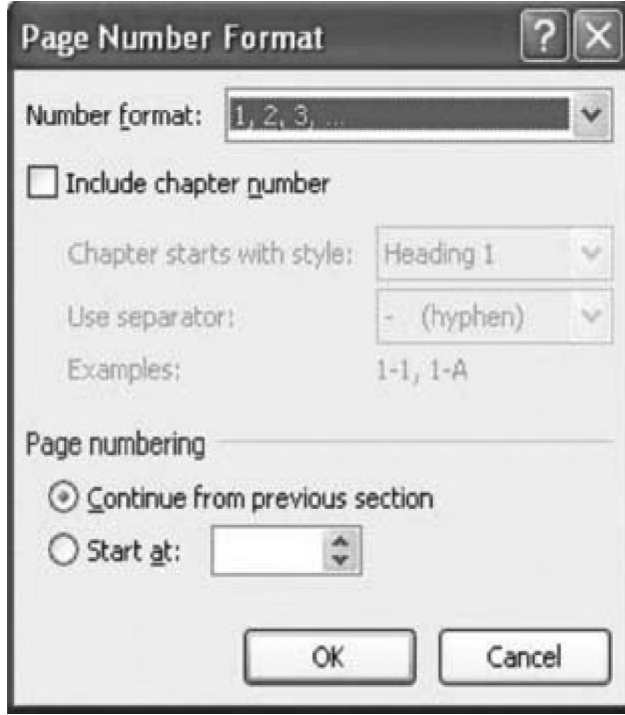 Page Number Format
Number format: 1, 2, 3, ...
Include chapter number
Chapter starts with style: Heading 1
Use separator: - (hyphen)
Examples: 1-1, 1-A
Page numbering
Continue from previous section
Start at:
OK Cancel